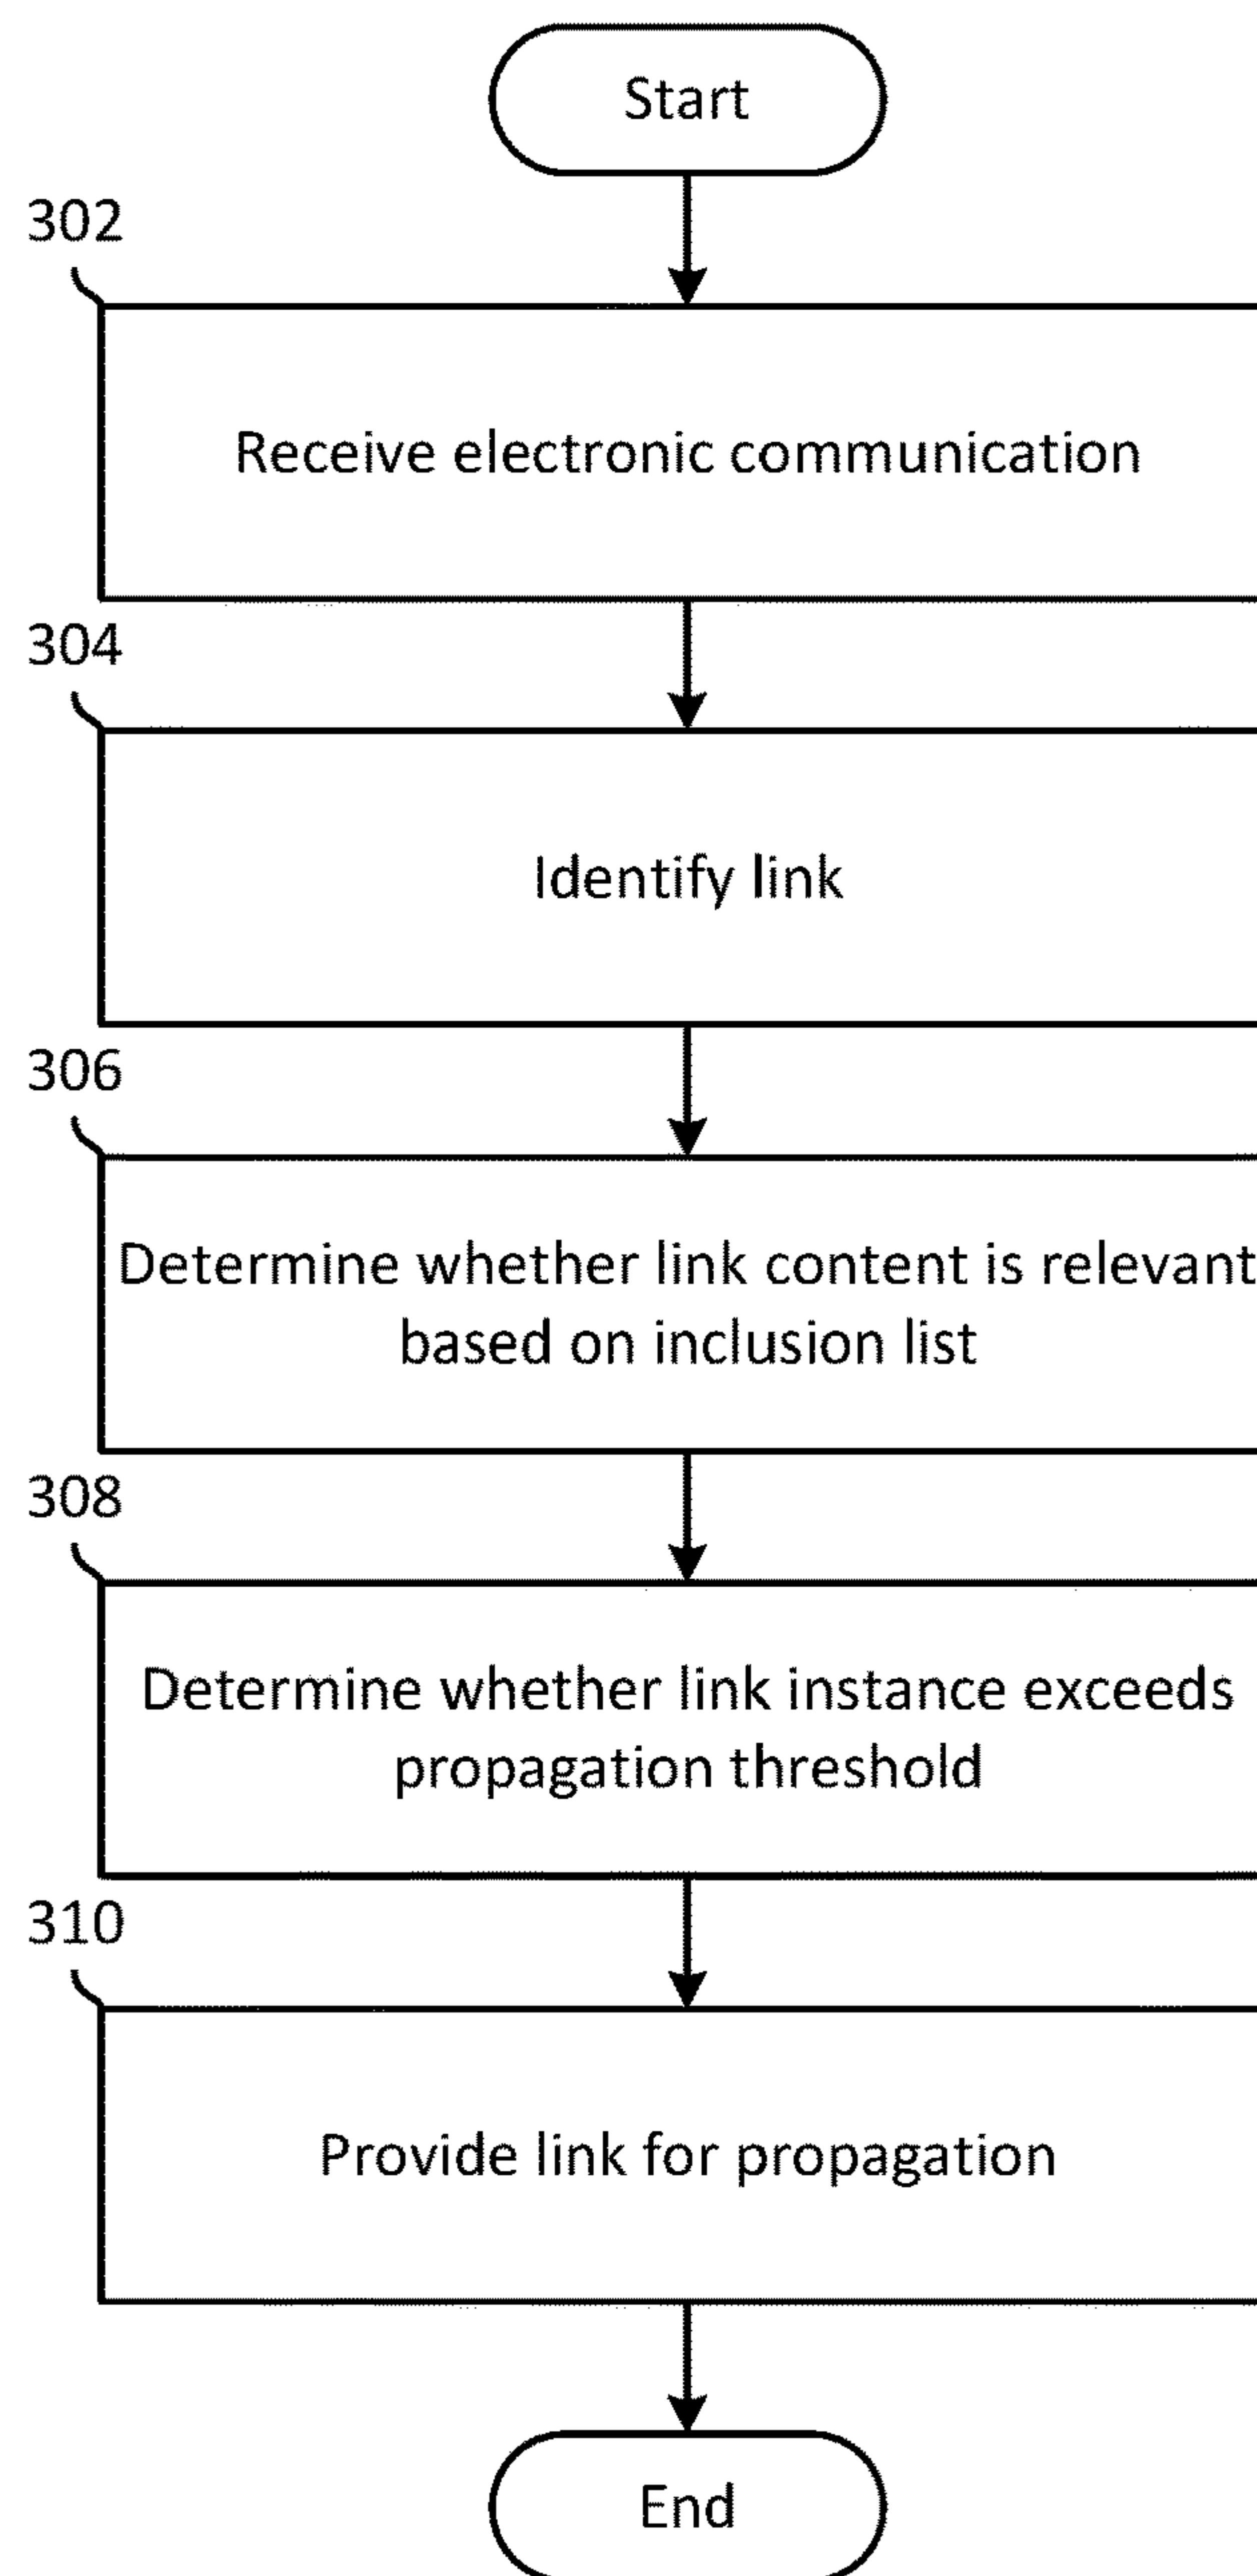 Start
302
Receive electronic communication
304
Identify link
306
Determine whether link content is relevant
based on inclusion list
308
Determine whether link instance exceeds
propagation threshold
310
Provide link for propagation
End